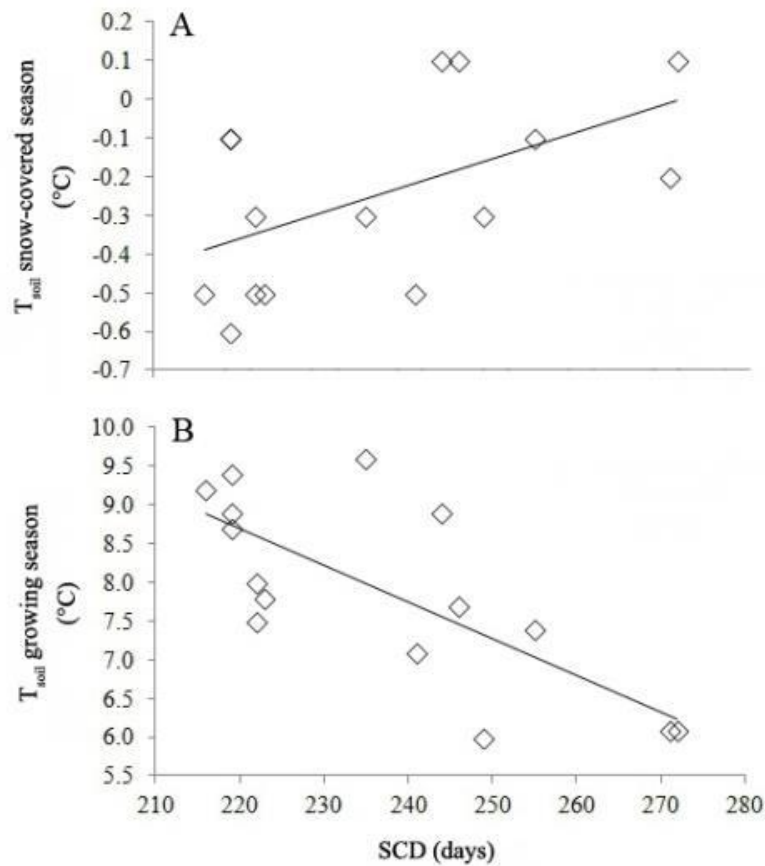 A
0.2
0.1
0
-0.1
-0.2
-0.3
-0.4
-0.5
-0.6
-0.7
T soil snow-covered season
(°C)
B
10.0
9.5
9.0
8.5
8.0
7.5
7.0
6.5
6.0
5.5
T soil growing season
(°C)
210 220 230 240 250 260 270 280
SCD (days)